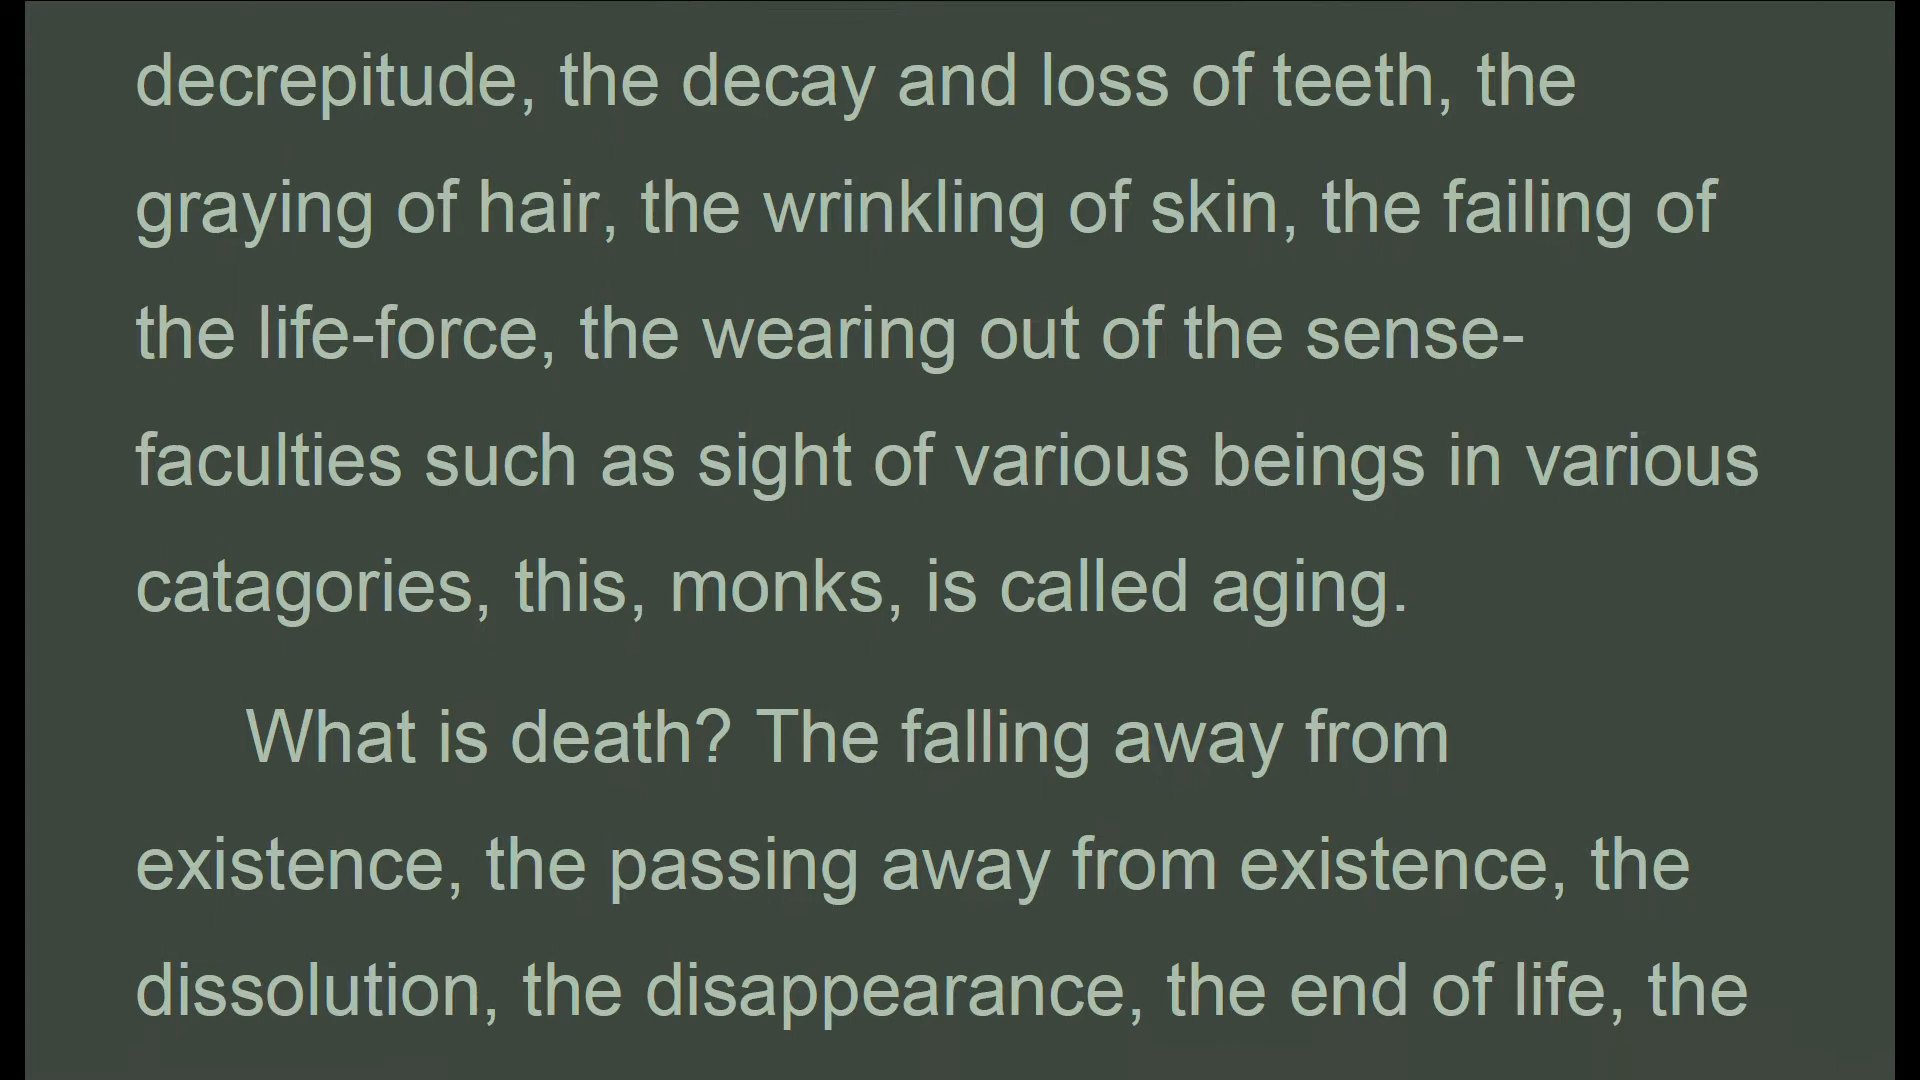 decrepitude, the decay and loss of teeth, the
graying of hair, the wrinkling of skin, the failing of
the life-force, the wearing out of the sense-
faculties such as sight of various beings in various
catagories, this, monks, is called aging.
What is death? The falling away from
existence, the passing away from existence, the
dissolution, the disappearance, the end of life, the